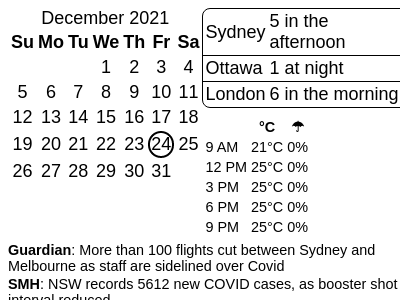 December 2021
Su Mo Tu We Th Fr Sa
1 2 3 4
5 6 7 8 9 10 11
12 13 14 15 16 17 18
19 20 21 22 23 24 25
26 27 28 29 30 31
Sydney 5 in the
afternoon
Ottawa 1 at night
London 6 in the morning
°C ☂
9 AM 21°C 0%
12 PM 25°C 0%
3 PM 25°C 0%
6 PM 25°C 0%
9 PM 25°C 0%
Guardian: More than 100 flights cut between Sydney and
Melbourne as staff are sidelined over Covid
SMH: NSW records 5612 new COVID cases, as booster shot
interval reduced